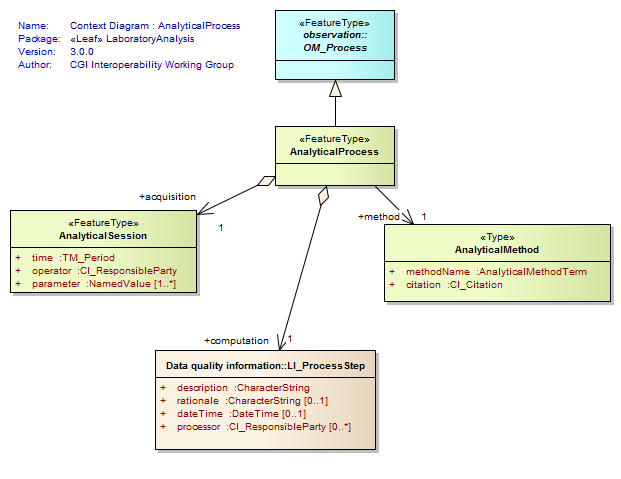 Name: Context Diagram : AnalyticalProcess
Package: «Leaf» LaboratoryAnalysis
Version: 3.0.0
Author: CGI Interoperability Working Group
«FeatureType»
observation::
OM_Process
«FeatureType»
AnalyticalProcess
+acquisition
1
+method
1
«FeatureType»
AnalyticalSession
+ time :TM_Period
+ operator :CI_ResponsibleParty
+ parameter :NamedValue [1..*]
«Type»
AnalyticalMethod
+ methodName :AnalyticalMethodTerm
+ citation :CI_Citation
+computation
1
Data quality information::LI_ProcessStep
+ description :CharacterString
+ rationale :CharacterString [0..1]
+ dateTime :DateTime [0..1]
+ processor :CI_ResponsibleParty [0..*]